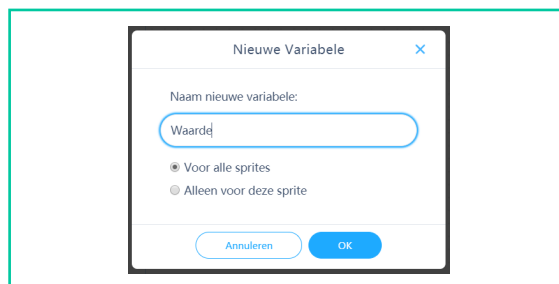 Nieuwe Variabele
Naam nieuwe variabele:
Waarde
Voor alle sprites
Alleen voor deze sprite
Annuleren OK